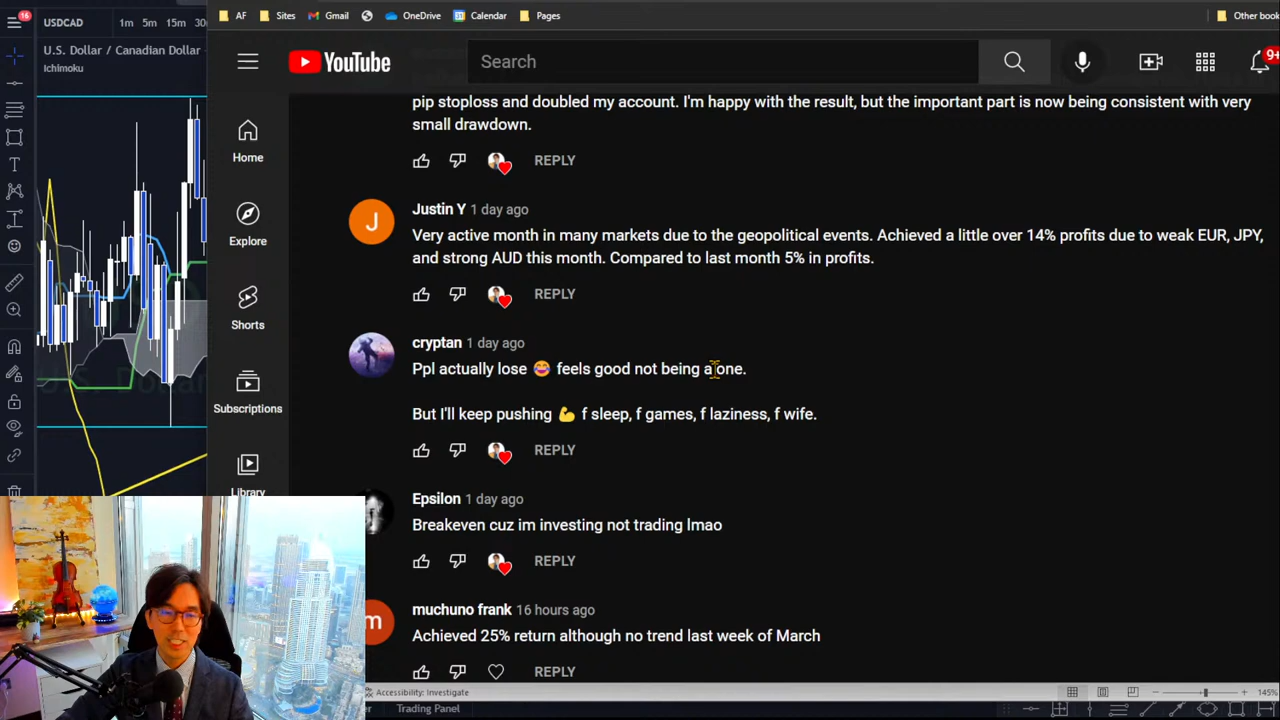 AF Sites Gmail OneDrive Calendar Pages Other book
16 USDCAD 1m 5m 15m 30
U.S. Dollar / Canadian Dollar
Ichimoku
YouTube Search 9+
pip stoploss and doubled my account. I'm happy with the result, but the important part is now being consistent with very
small drawdown.
REPLY
Home
Justin Y 1 day ago
J
Very active month in many markets due to the geopolitical events. Achieved a little over 14% profits due to weak EUR, JPY,
and strong AUD this month. Compared to last month 5% in profits.
Explore
REPLY
Shorts
cryptan 1 day ago
Ppl actually lose 😂 feels good not being alone.
Subscriptions
But I'll keep pushing 💪 f sleep, f games, f laziness, f wife.
REPLY
Library
Epsilon 1 day ago
Breakeven cuz im investing not trading lmao
REPLY
muchuno frank 16 hours ago
m
Achieved 25% return although no trend last week of March
REPLY
Accessibility: Investigate 145%
Trading Panel